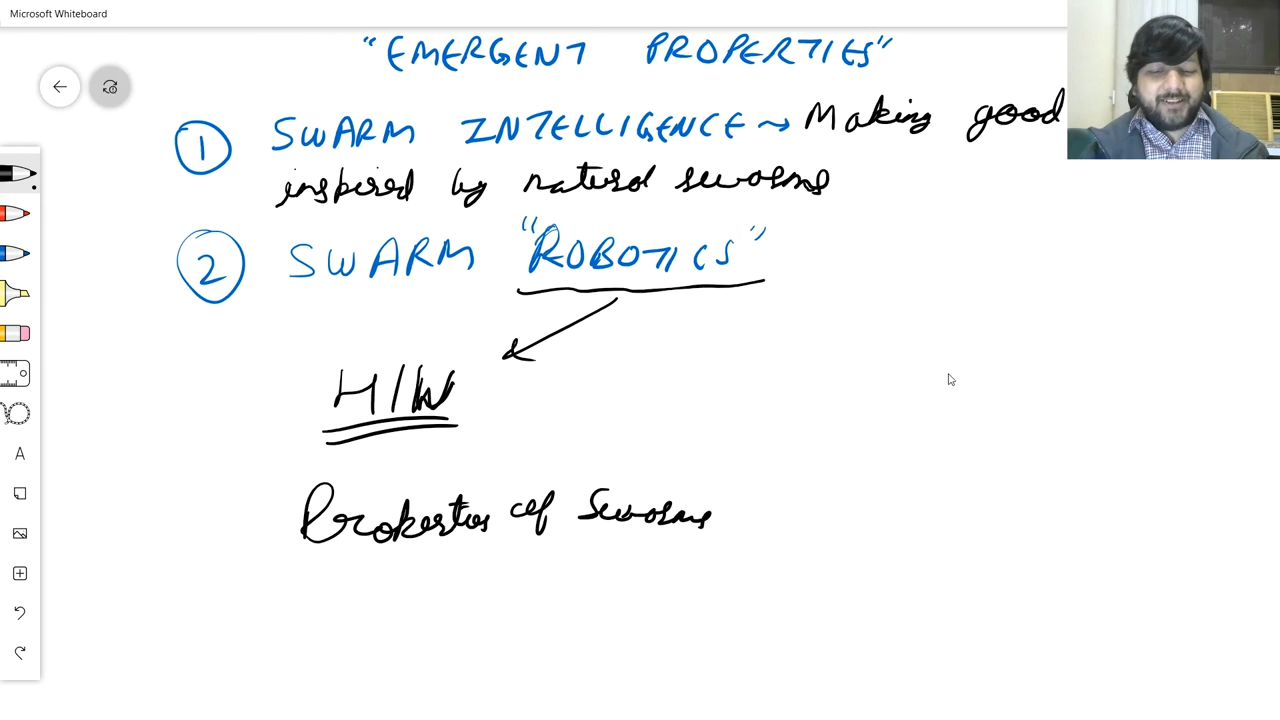 Microsoft Whiteboard
"EMERGENT PROPERTIES"
1 SWARM INTELLIGENCE → Making good
inspired by natural swarms
2 SWARM "ROBOTICS"
H/W
Properties of Swarms
A